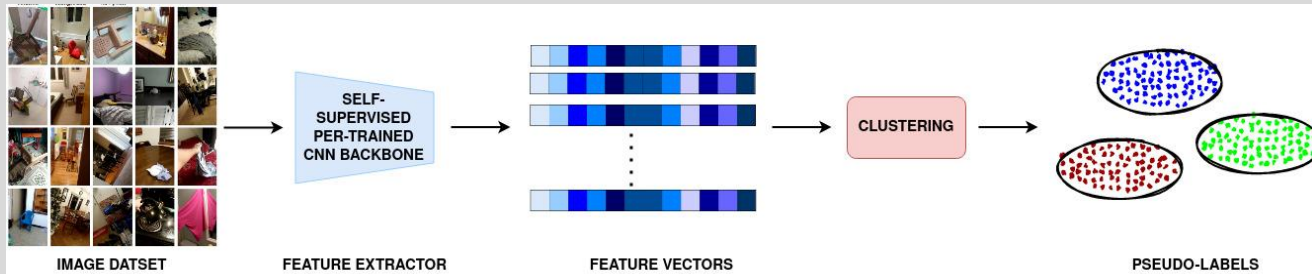 SELF-
SUPERVISED
PER-TRAINED
CNN BACKBONE
CLUSTERING
IMAGE DATSET
FEATURE EXTRACTOR
FEATURE VECTORS
PSEUDO-LABELS